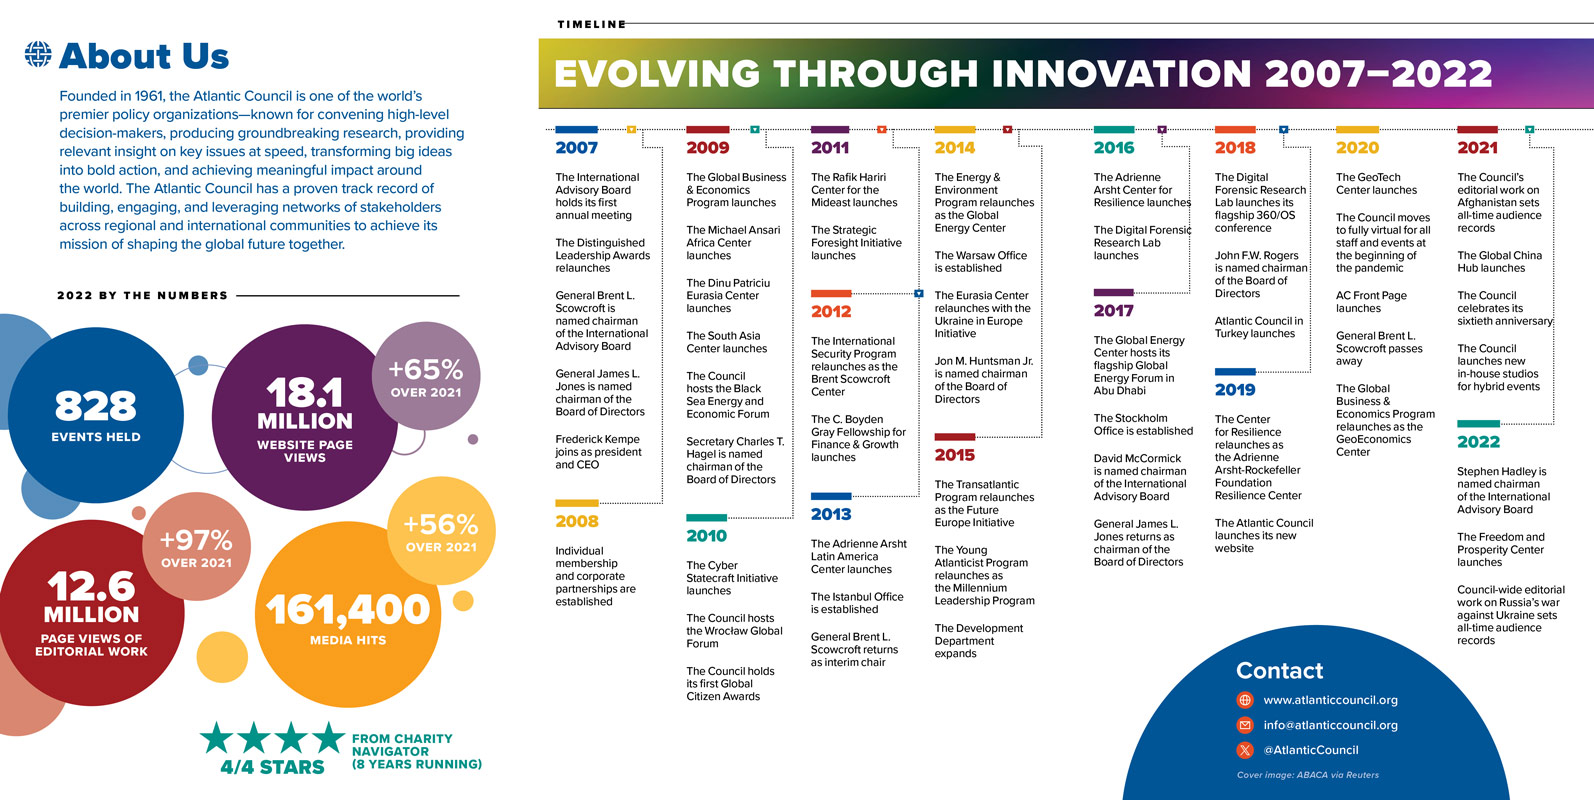 About Us
Founded in 1961, the Atlantic Council is one of the world's
premier policy organizations—known for convening high-level
decision-makers, producing groundbreaking research, providing
relevant insight on key issues at speed, transforming big ideas
into bold action, and achieving meaningful impact around
the world. The Atlantic Council has a proven track record of
building, engaging, and leveraging networks of stakeholders
across regional and international communities to achieve its
mission of shaping the global future together.
2022 BY THE NUMBERS
828
EVENTS HELD
18.1
MILLION
WEBSITE PAGE
VIEWS
+65%
OVER 2021
12.6
MILLION
PAGE VIEWS OF
EDITORIAL WORK
+97%
OVER 2021
161,400
MEDIA HITS
+56%
OVER 2021
4/4 STARS
FROM CHARITY
NAVIGATOR
(8 YEARS RUNNING)
TIMELINE
EVOLVING THROUGH INNOVATION 2007–2022
2007
The International
Advisory Board
holds its first
annual meeting
The Distinguished
Leadership Awards
relaunches
General Brent L.
Scowcroft is
named chairman
of the International
Advisory Board
General James L.
Jones is named
chairman of the
Board of Directors
Frederick Kempe
joins as president
and CEO
2008
Individual
membership
and corporate
partnerships are
established
2009
The Global Business
& Economics
Program launches
The Michael Ansari
Africa Center
launches
The Dinu Patriciu
Eurasia Center
launches
The South Asia
Center launches
The Council
hosts the Black
Sea Energy and
Economic Forum
Secretary Charles T.
Hagel is named
chairman of the
Board of Directors
2010
The Cyber
Statecraft Initiative
launches
The Council hosts
the Wrocław Global
Forum
The Council holds
its first Global
Citizen Awards
2011
The Rafik Hariri
Center for the
Mideast launches
The Strategic
Foresight Initiative
launches
2012
The International
Security Program
relaunches as the
Brent Scowcroft
Center
The C. Boyden
Gray Fellowship for
Finance & Growth
launches
2013
The Adrienne Arsht
Latin America
Center launches
The Istanbul Office
is established
General Brent L.
Scowcroft returns
as interim chair
2014
The Energy &
Environment
Program relaunches
as the Global
Energy Center
The Warsaw Office
is established
The Eurasia Center
relaunches with the
Ukraine in Europe
Initiative
Jon M. Huntsman Jr.
is named chairman
of the Board of
Directors
2015
The Transatlantic
Program relaunches
as the Future
Europe Initiative
The Young
Atlanticist Program
relaunches as
the Millennium
Leadership Program
The Development
Department
expands
2016
The Adrienne
Arsht Center for
Resilience launches
The Digital Forensic
Research Lab
launches
2017
The Global Energy
Center hosts its
flagship Global
Energy Forum in
Abu Dhabi
The Stockholm
Office is established
David McCormick
is named chairman
of the International
Advisory Board
General James L.
Jones returns as
chairman of the
Board of Directors
2018
The Digital
Forensic Research
Lab launches its
flagship 360/OS
conference
John F.W. Rogers
is named chairman
of the Board of
Directors
Atlantic Council in
Turkey launches
2019
The Center
for Resilience
relaunches as
the Adrienne
Arsht-Rockefeller
Foundation
Resilience Center
The Atlantic Council
launches its new
website
2020
The GeoTech
Center launches
The Council moves
to fully virtual for all
staff and events at
the beginning of
the pandemic
AC Front Page
launches
General Brent L.
Scowcroft passes
away
The Global
Business &
Economics Program
relaunches as the
GeoEconomics
Center
2021
The Council's
editorial work on
Afghanistan sets
all-time audience
records
The Global China
Hub launches
The Council
celebrates its
sixtieth anniversary
The Council
launches new
in-house studios
for hybrid events
2022
Stephen Hadley is
named chairman
of the International
Advisory Board
The Freedom and
Prosperity Center
launches
Council-wide editorial
work on Russia's war
against Ukraine sets
all-time audience
records
Contact
www.atlanticcouncil.org
info@atlanticcouncil.org
@AtlanticCouncil
Cover image: ABACA via Reuters